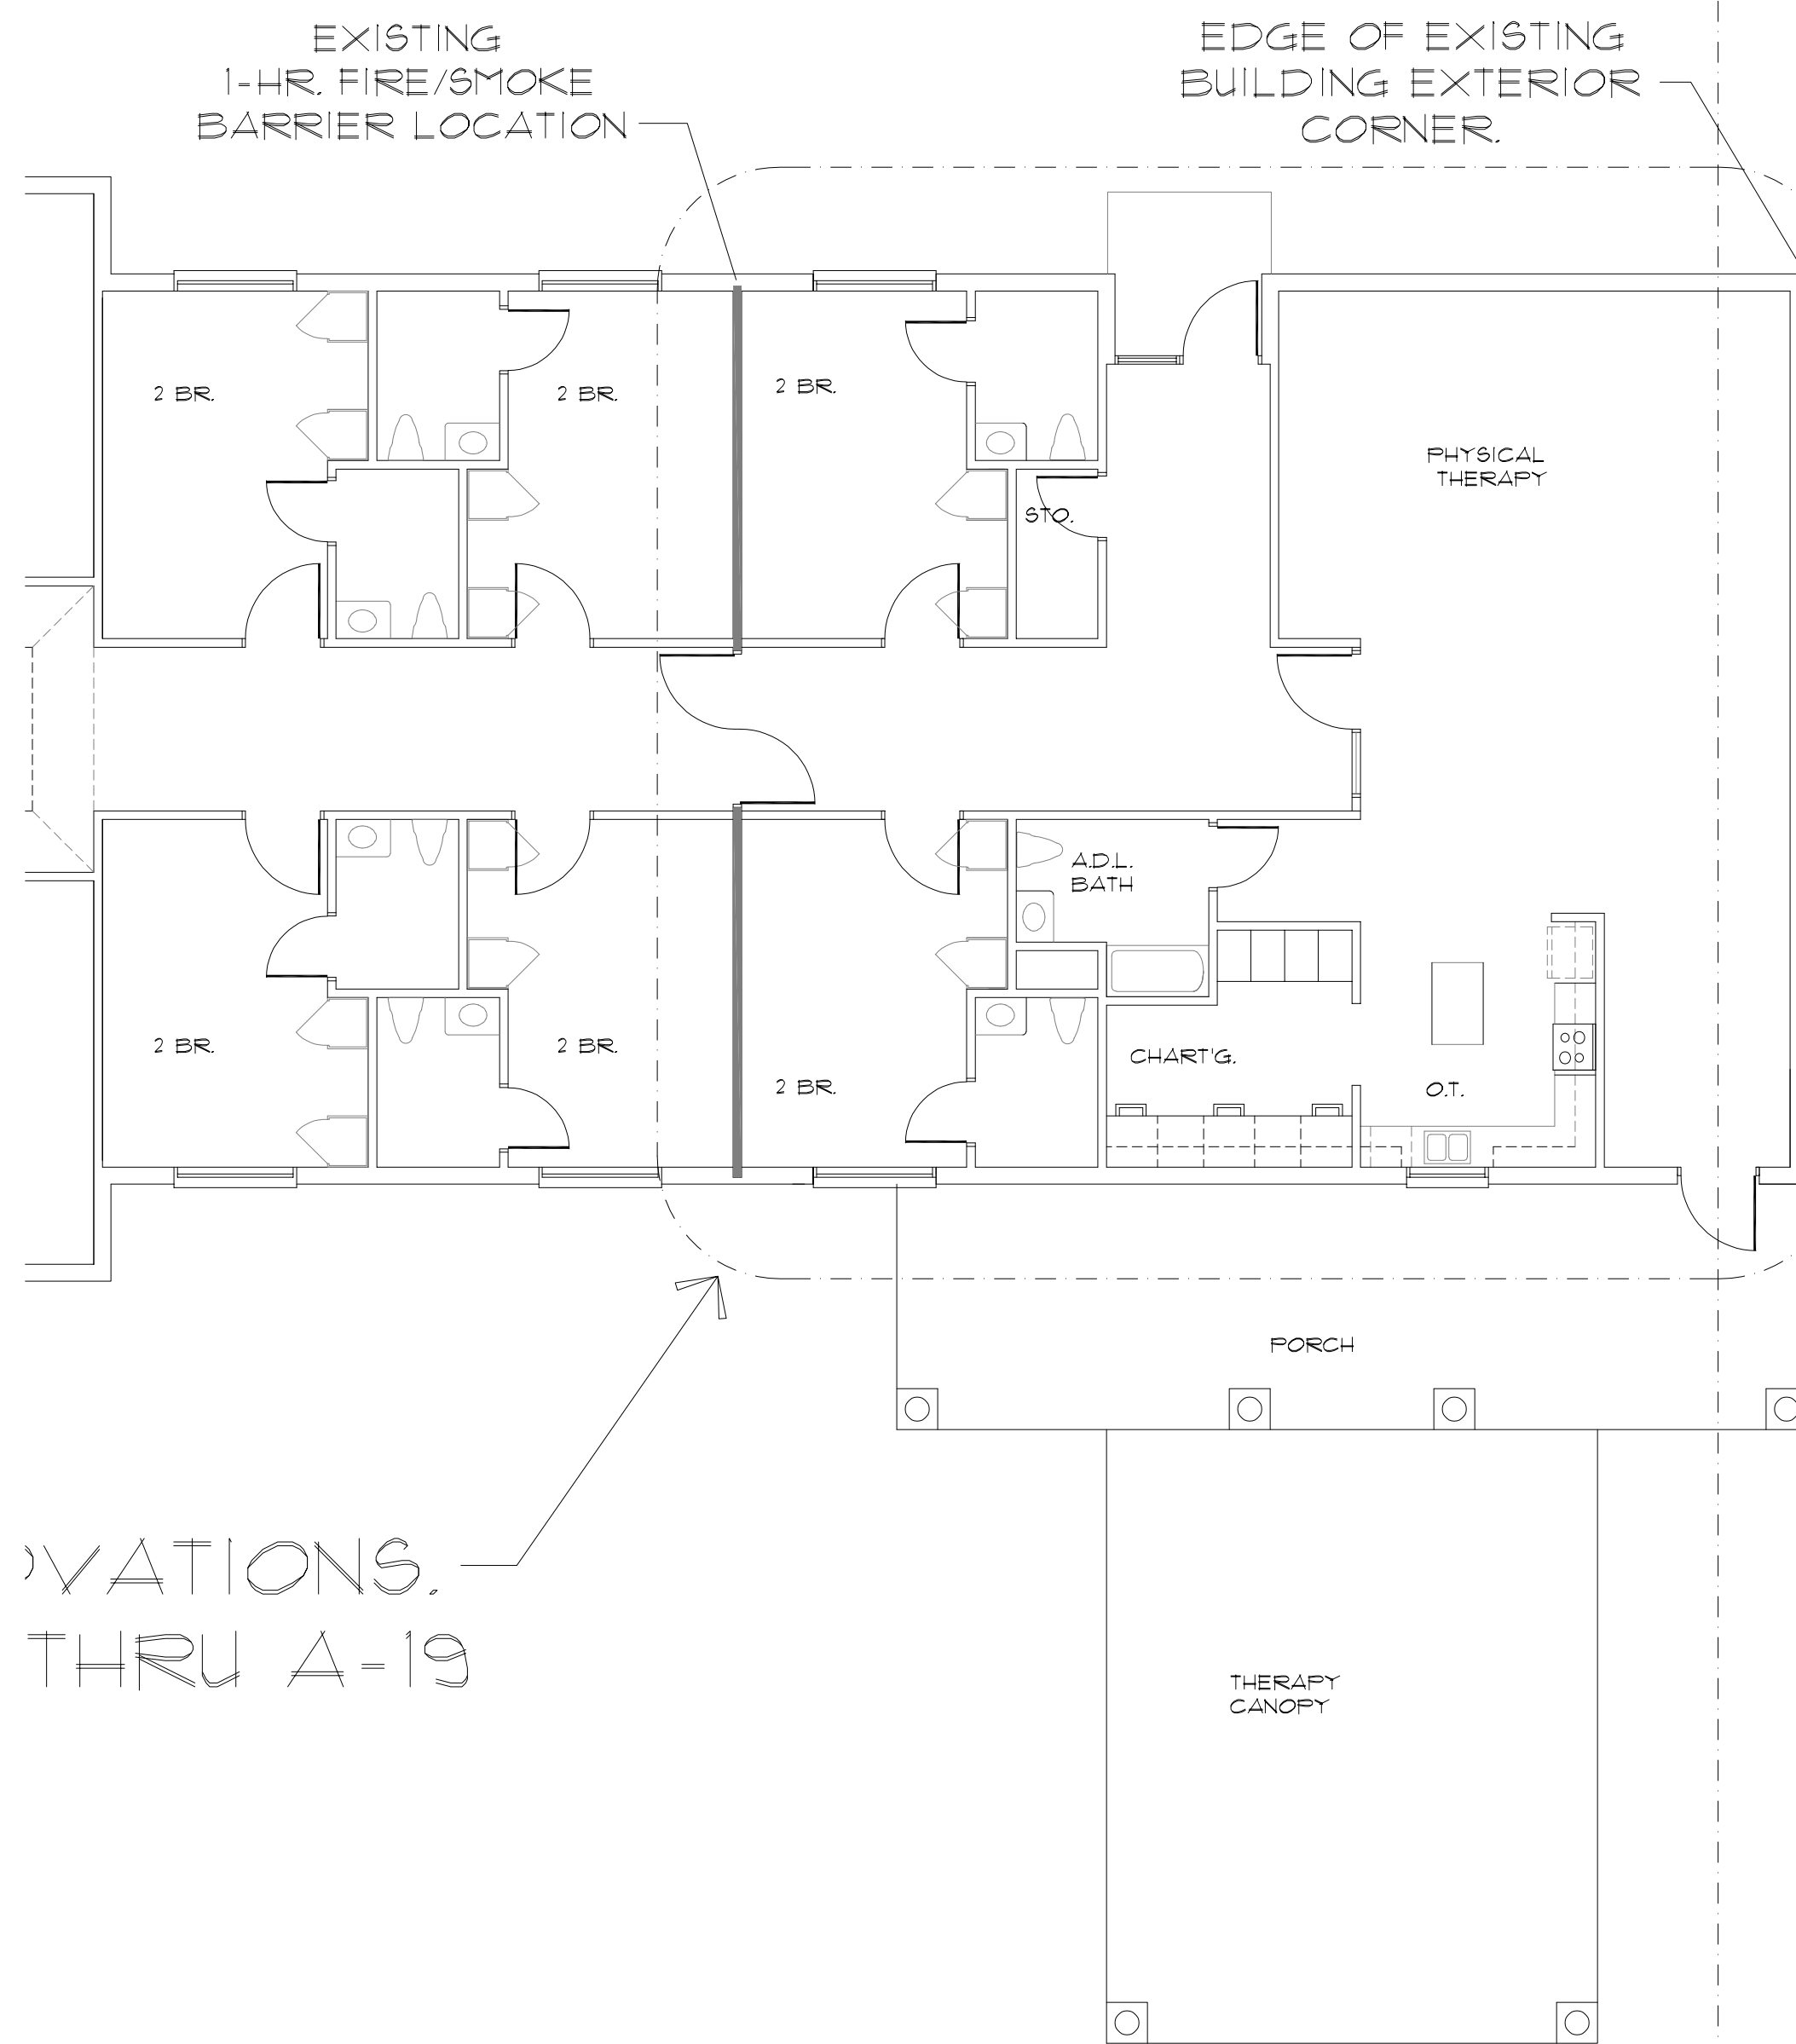 EXISTING
1-HR. FIRE/SMOKE
BARRIER LOCATION
EDGE OF EXISTING
BUILDING EXTERIOR
CORNER.
2 BR.
2 BR.
2 BR.
PHYSICAL
THERAPY
STO.
A.D.L.
BATH
2 BR.
2 BR.
2 BR.
CHART'G.
O.T.
PORCH
OVATIONS.
THRU A-19
THERAPY
CANOPY